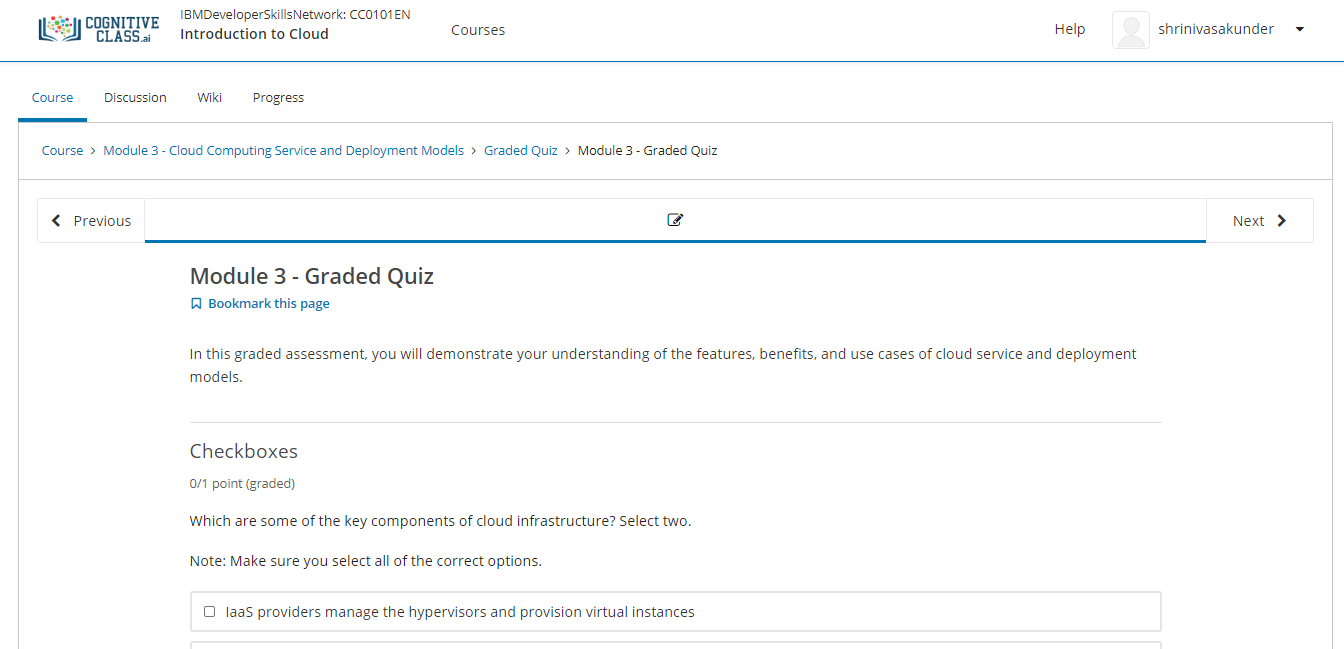 COGNITIVE
CLASS.ai
IBMDeveloperSkillsNetwork: CC0101EN
Introduction to Cloud
Courses
Help
shrinivasakunder
Course
Discussion
Wiki
Progress
Course > Module 3 - Cloud Computing Service and Deployment Models > Graded Quiz > Module 3 - Graded Quiz
Previous
Next
Module 3 - Graded Quiz
Bookmark this page
In this graded assessment, you will demonstrate your understanding of the features, benefits, and use cases of cloud service and deployment
models.
Checkboxes
0/1 point (graded)
Which are some of the key components of cloud infrastructure? Select two.
Note: Make sure you select all of the correct options.
IaaS providers manage the hypervisors and provision virtual instances